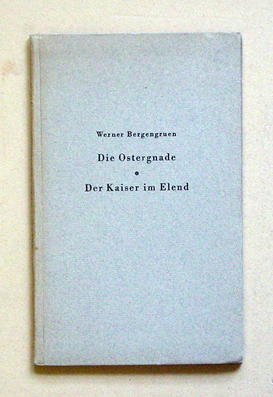 Werner Bergengruen
Die Ostergnade
Der Kaiser im Elend